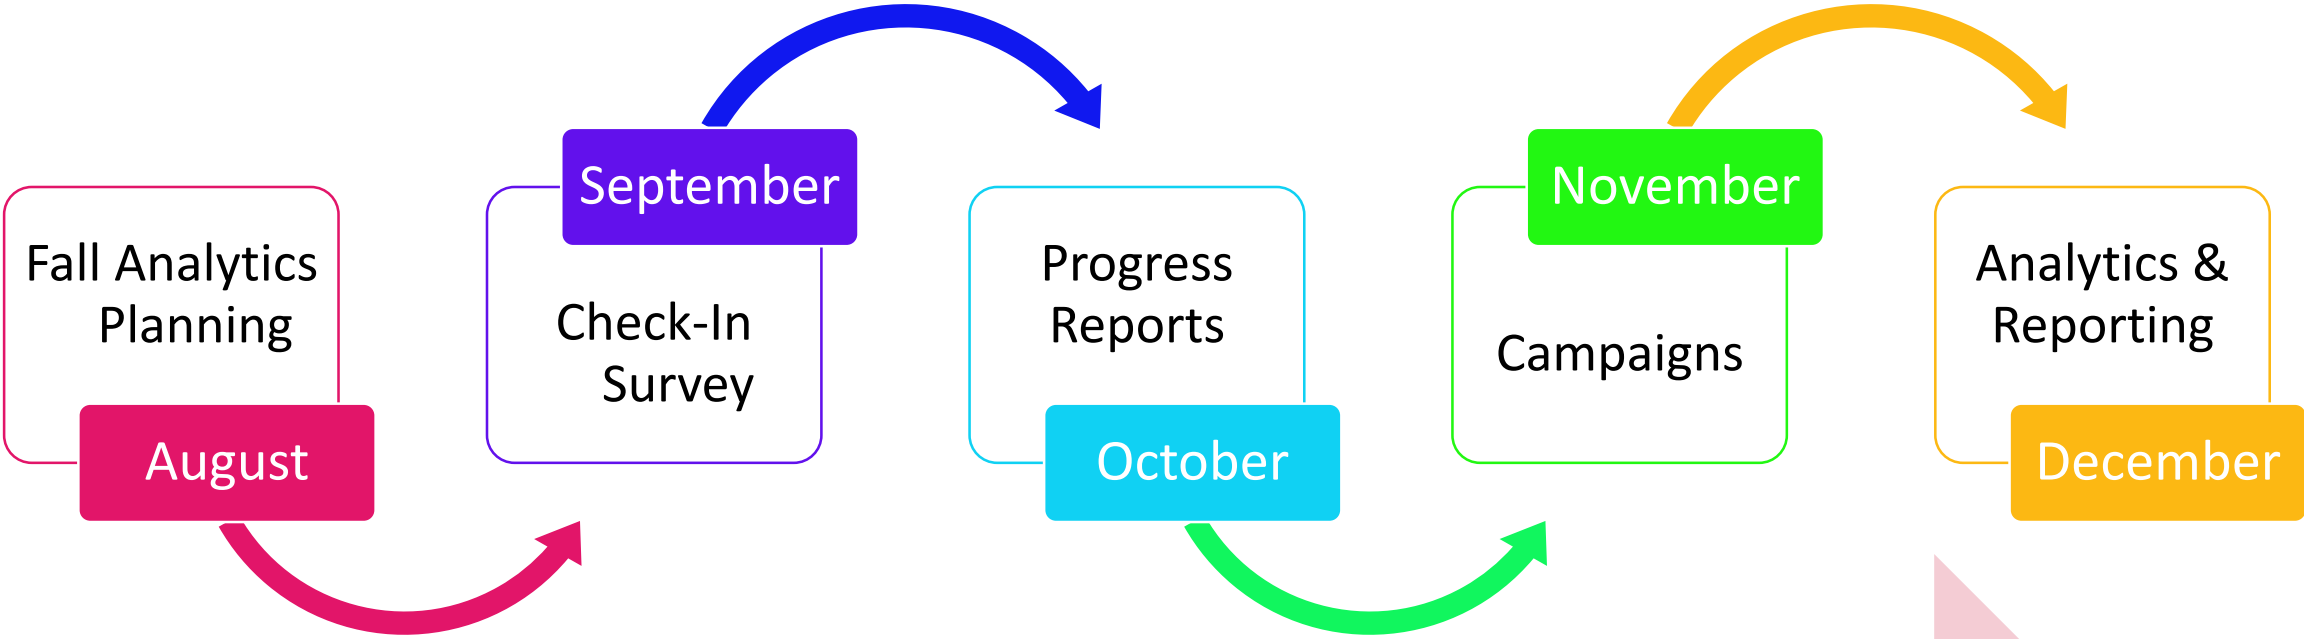 Fall Analytics
Planning
August
September
Check-In
Survey
Progress
Reports
October
November
Campaigns
Analytics &
Reporting
December